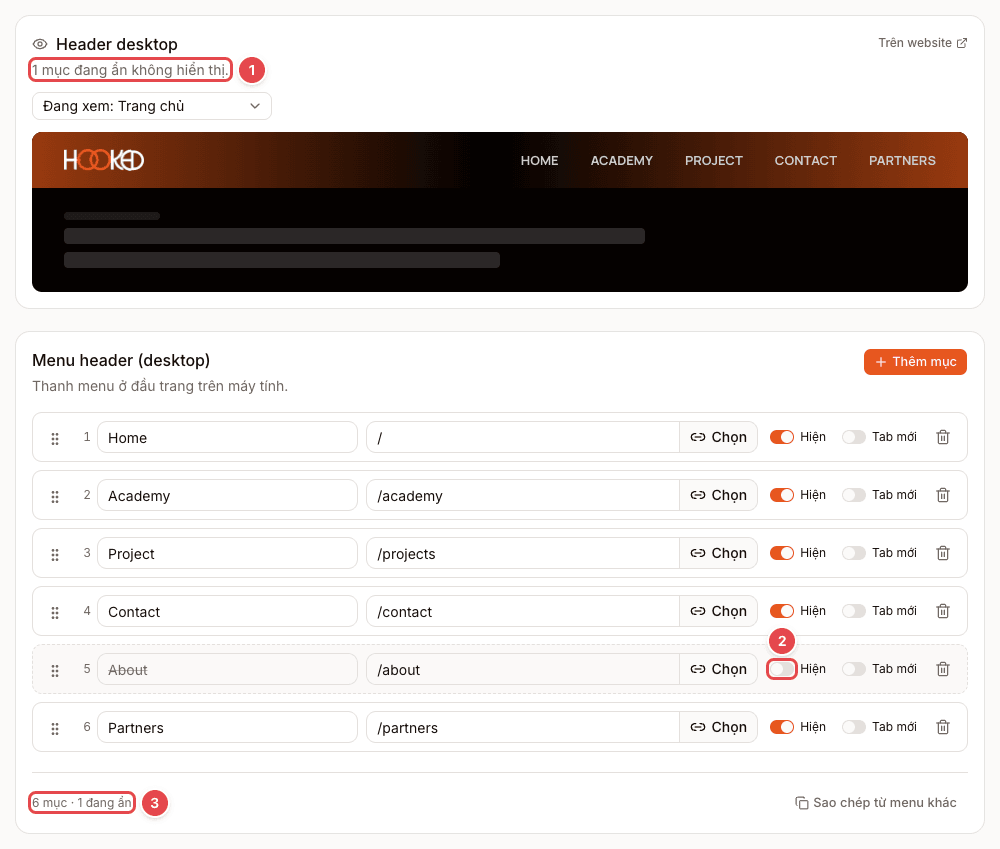 Header desktop
Trên website
1 mục đang ẩn không hiển thị.
1
Đang xem: Trang chủ
HOOKED
HOME
ACADEMY
PROJECT
CONTACT
PARTNERS
Menu header (desktop)
Thêm mục
Thanh menu ở đầu trang trên máy tính.
1 Home / Chọn Hiện Tab mới
2 Academy /academy Chọn Hiện Tab mới
3 Project /projects Chọn Hiện Tab mới
4 Contact /contact Chọn Hiện Tab mới
2
5 About /about Chọn Hiện Tab mới
6 Partners /partners Chọn Hiện Tab mới
6 mục · 1 đang ẩn
3
Sao chép từ menu khác